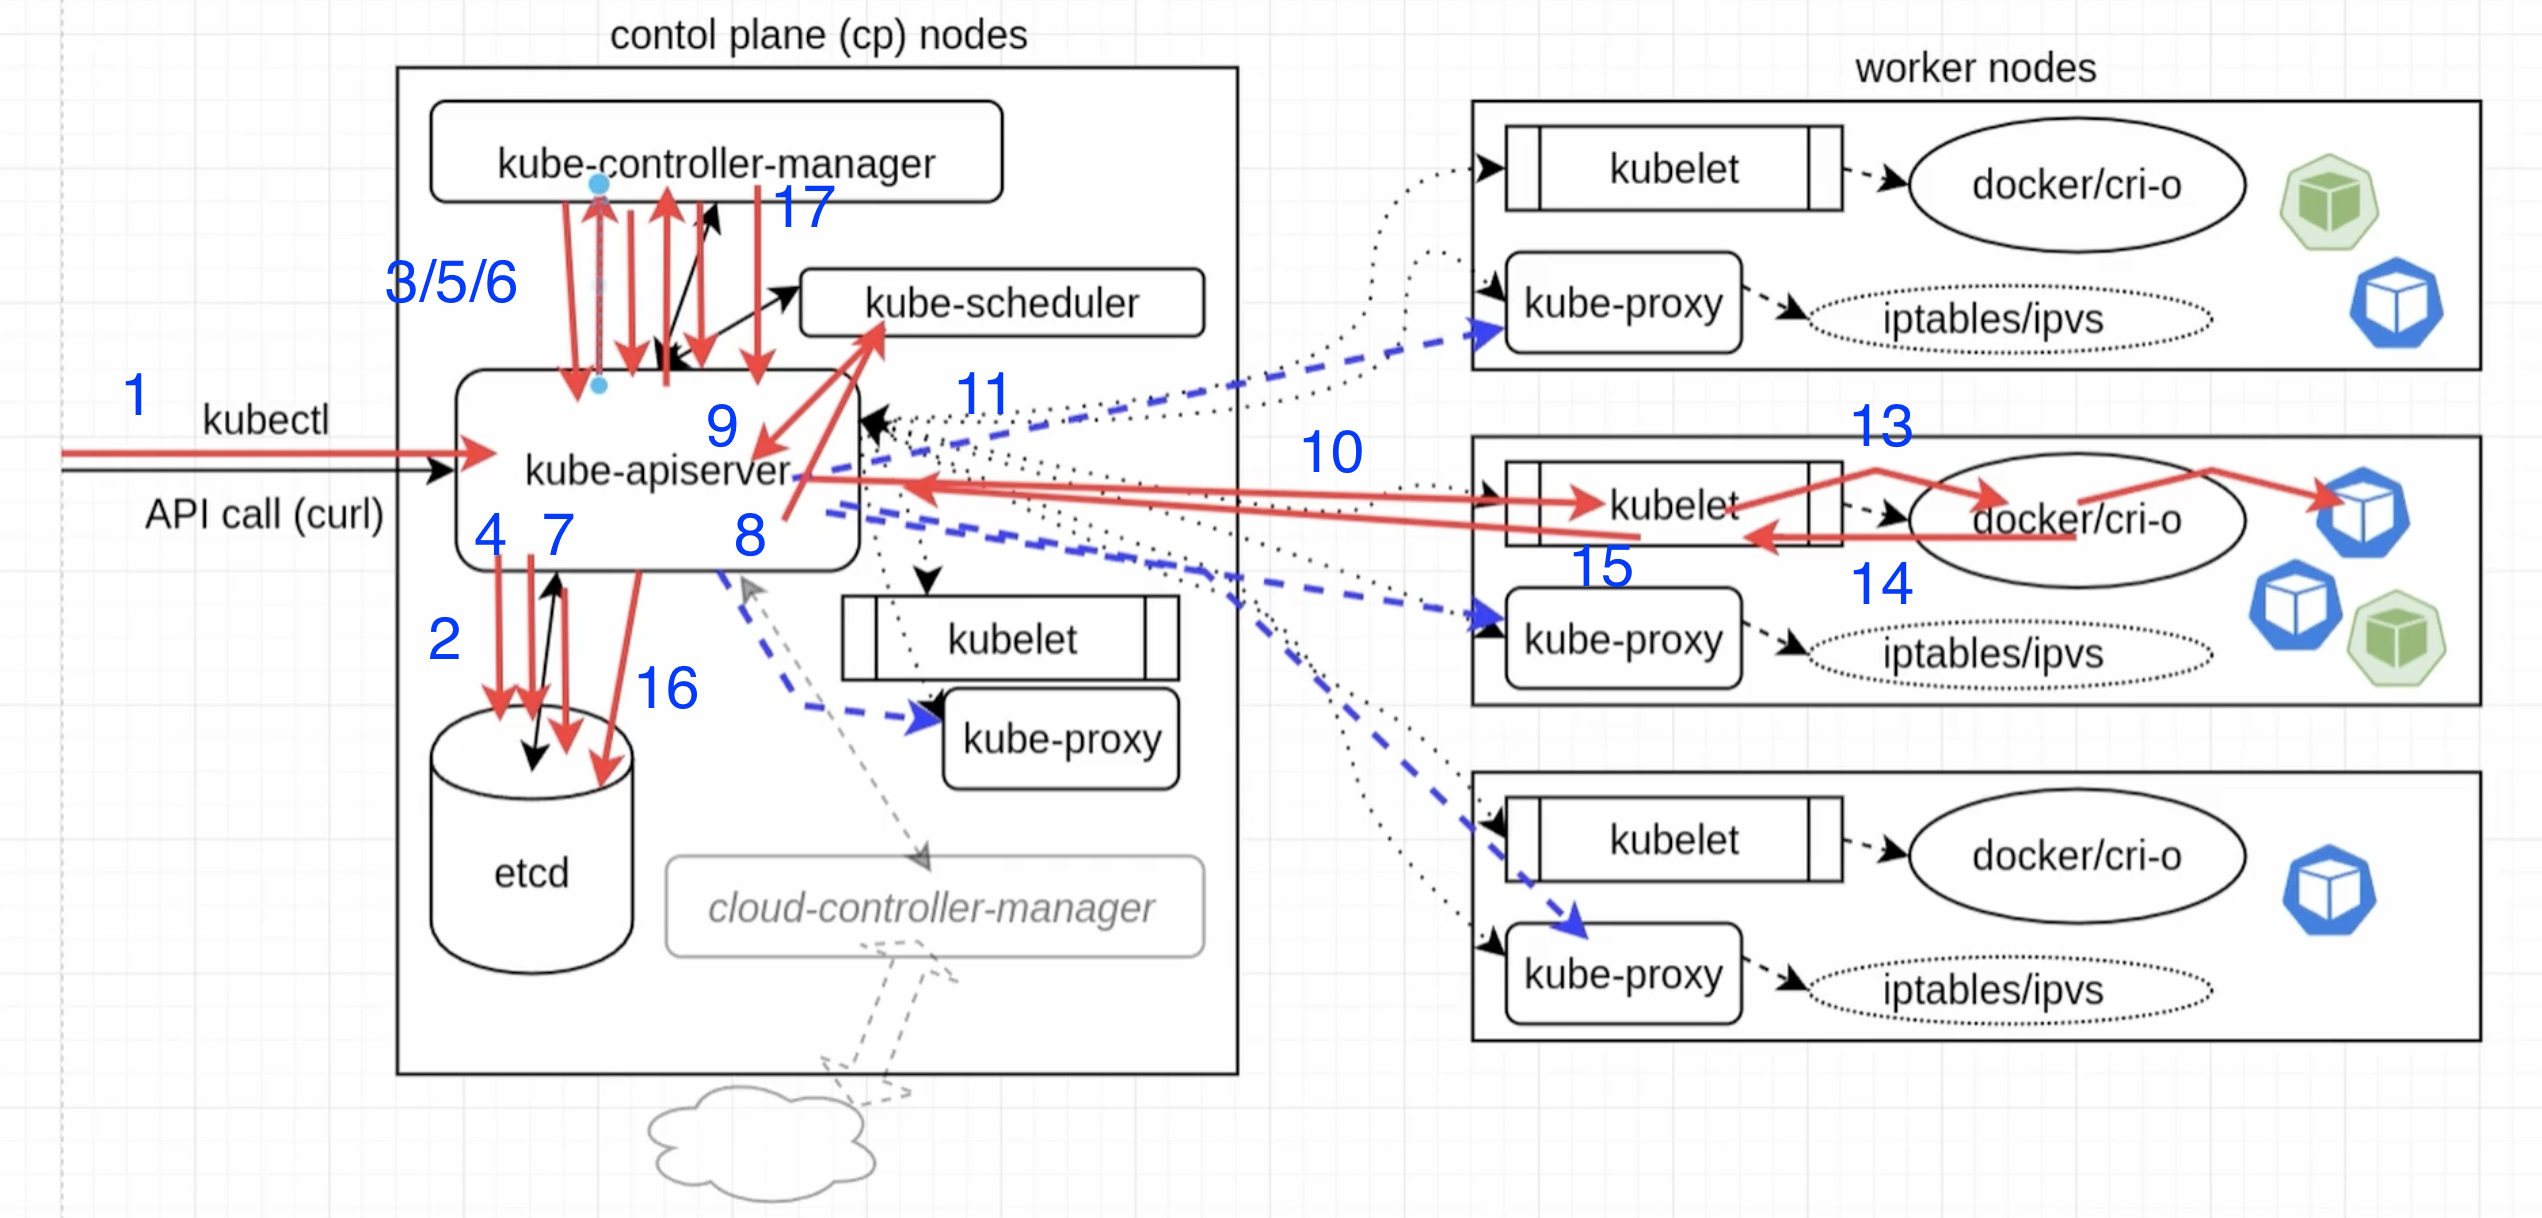 contol plane (cp) nodes
worker nodes
kube-controller-manager
17
3/5/6
kube-scheduler
1
kubectl
API call (curl)
9
kube-apiserver
4
7
8
11
10
2
16
kubelet
kube-proxy
etcd
cloud-controller-manager
kubelet
docker/cri-o
kube-proxy
iptables/ipvs
13
kubelet
docker/cri-o
15
14
kube-proxy
iptables/ipvs
kubelet
docker/cri-o
kube-proxy
iptables/ipvs